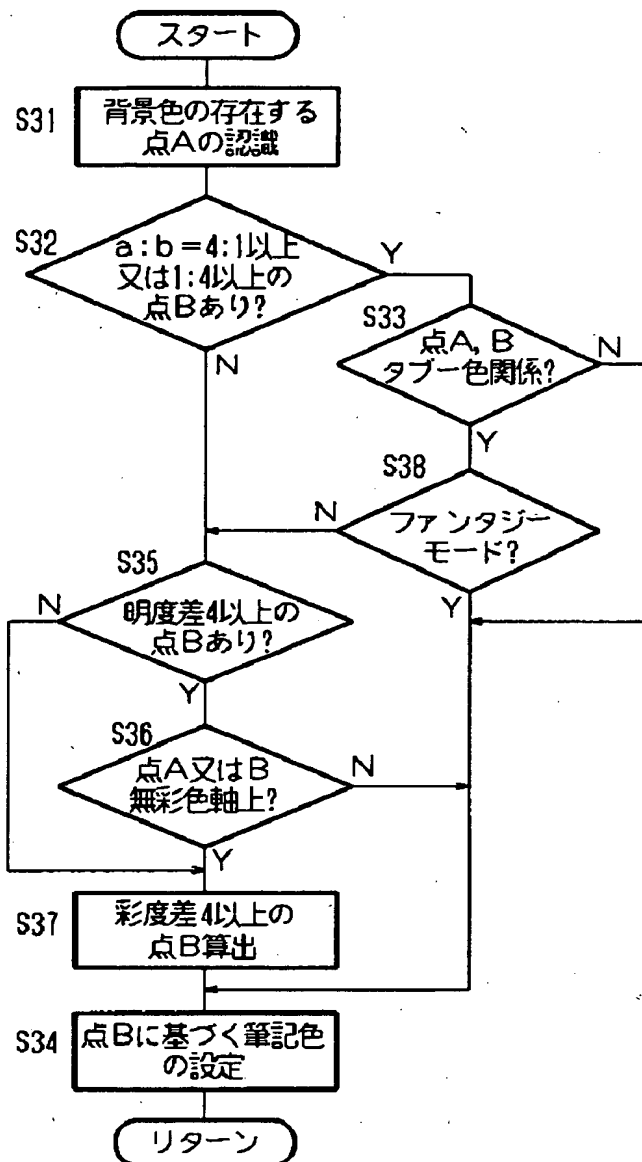 スタート
S31
背景色の存在する
点Aの認識
S32
a:b=4:1以上
又は1:4以上の
点Bあり?
Y
N
S33
点A,B
タブー色関係?
N
Y
S38
ファンタジー
モード?
N
Y
S35
明度差4以上の
点Bあり?
N
Y
S36
点A又はB
無彩色軸上?
N
Y
S37
彩度差4以上の
点B算出
S34
点Bに基づく筆記色
の設定
リターン